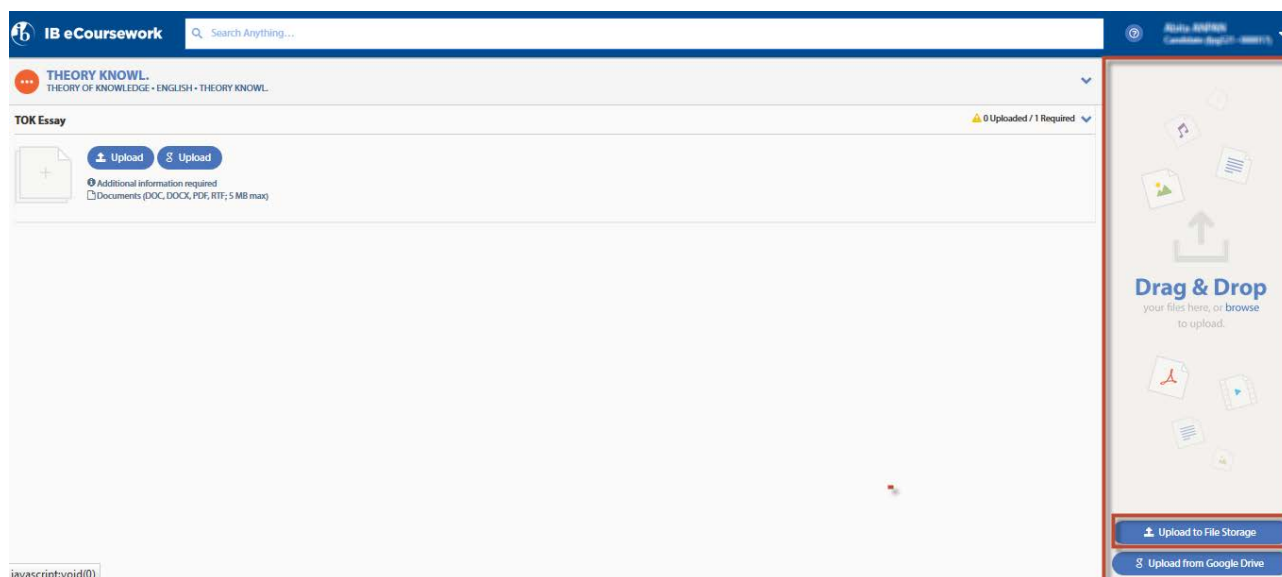 IB eCoursework
Search Anything...
THEORY KNOWL.
THEORY OF KNOWLEDGE • ENGLISH • THEORY KNOWL.
TOK Essay
0 Uploaded / 1 Required
Upload
Upload
Additional information required
Documents (DOC, DOCX, PDF, RTF; 5 MB max)
Drag & Drop
your files here, or browse
to upload.
Upload to File Storage
Upload from Google Drive
javascript:void(0)